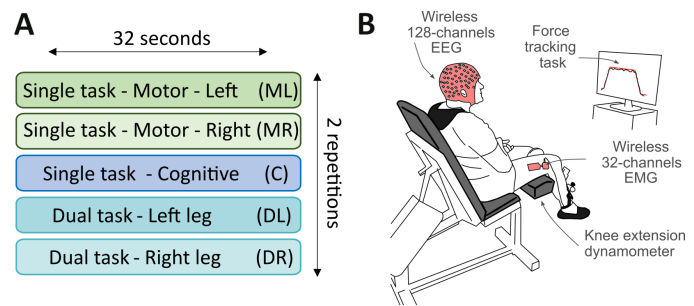 A
32 seconds
Single task - Motor - Left (ML)
Single task - Motor - Right (MR)
Single task - Cognitive (C)
Dual task - Left leg (DL)
Dual task - Right leg (DR)
2 repetitions
B
Wireless
128-channels
EEG
Force
tracking
task
Wireless
32-channels
EMG
Knee extension
dynamometer